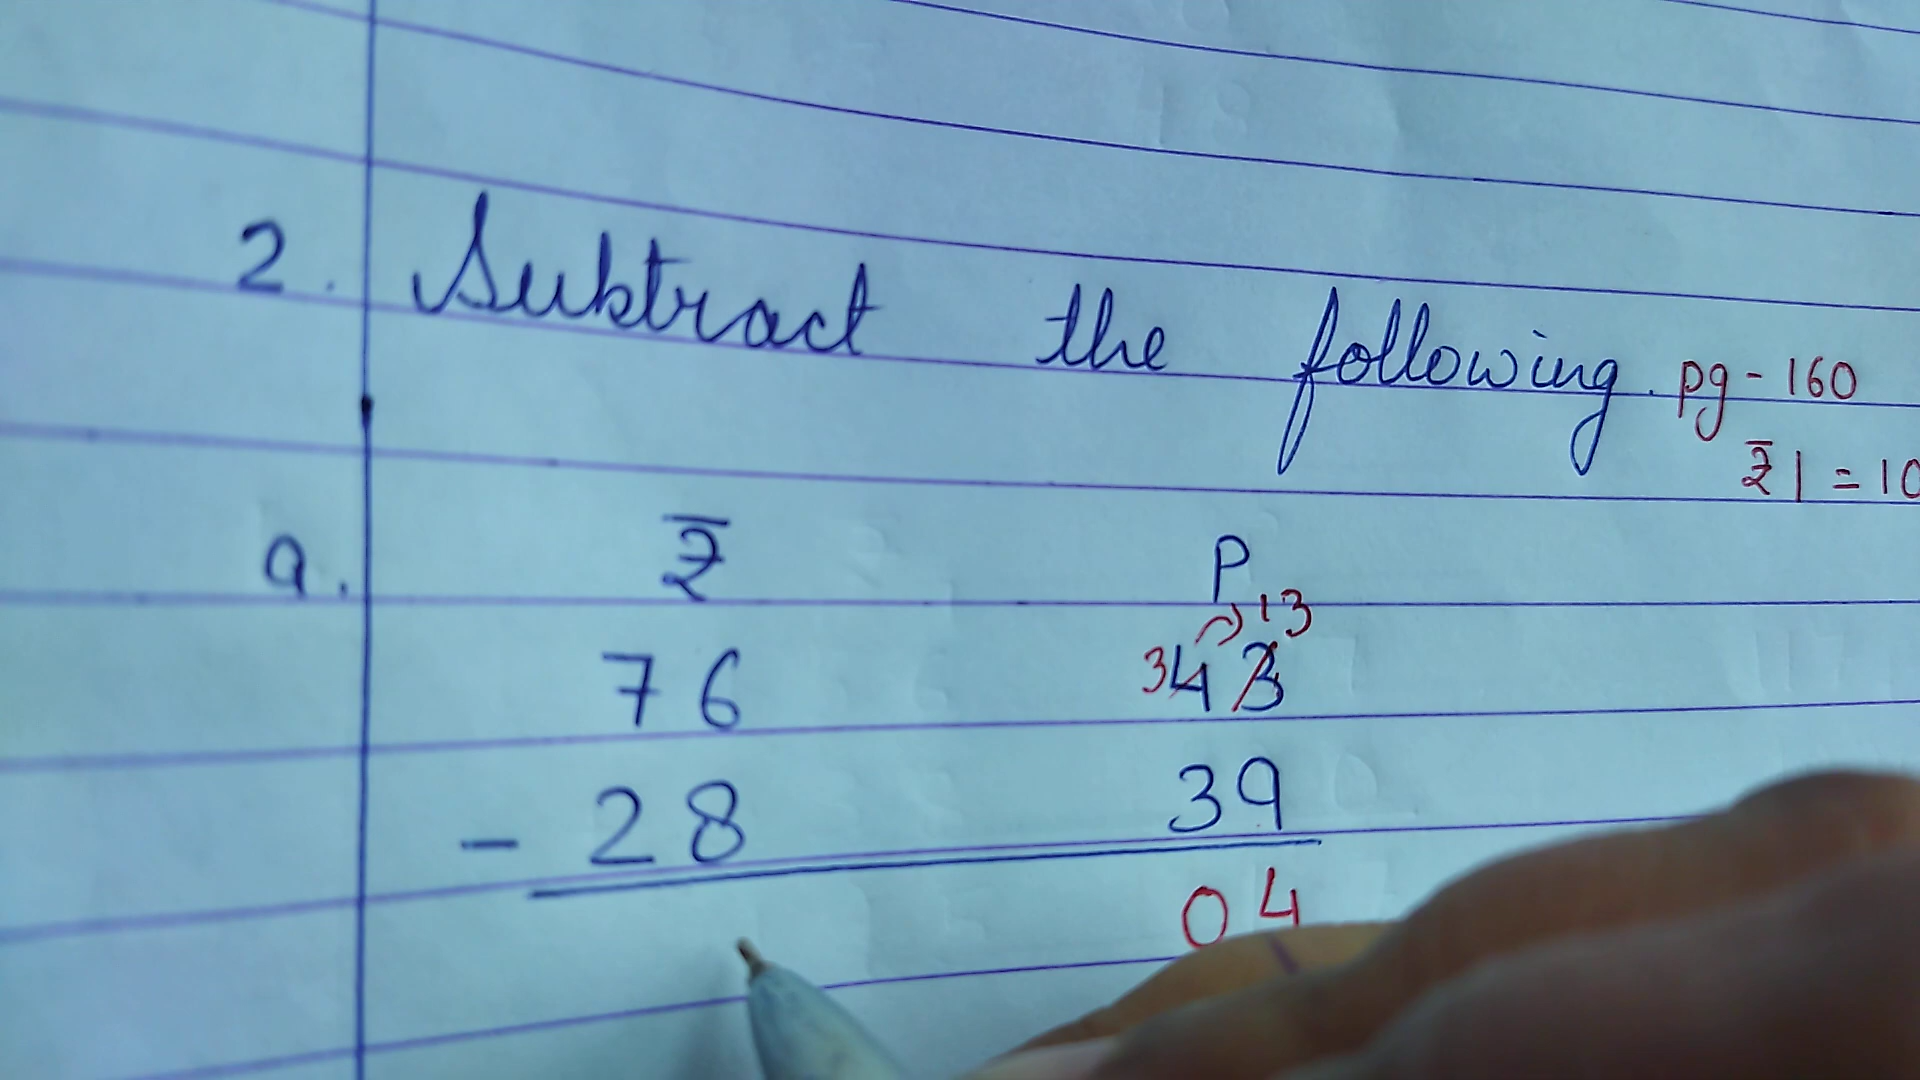 2. Subtract the following. pg - 160
₹1 = 10
a. ₹ P
13
76 343
- 28 39
04